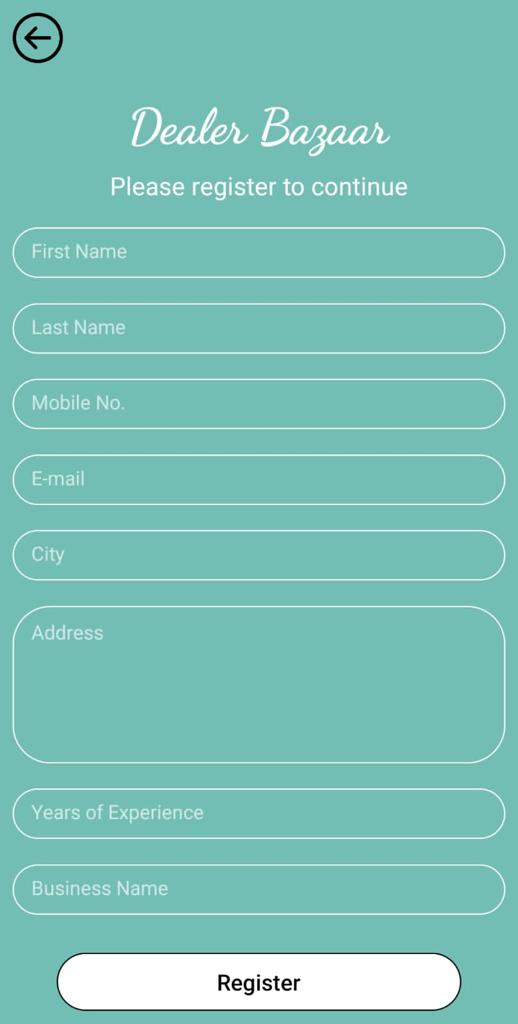 Dealer Bazaar
Please register to continue
First Name
Last Name
Mobile No.
E-mail
City
Address
Years of Experience
Business Name
Register